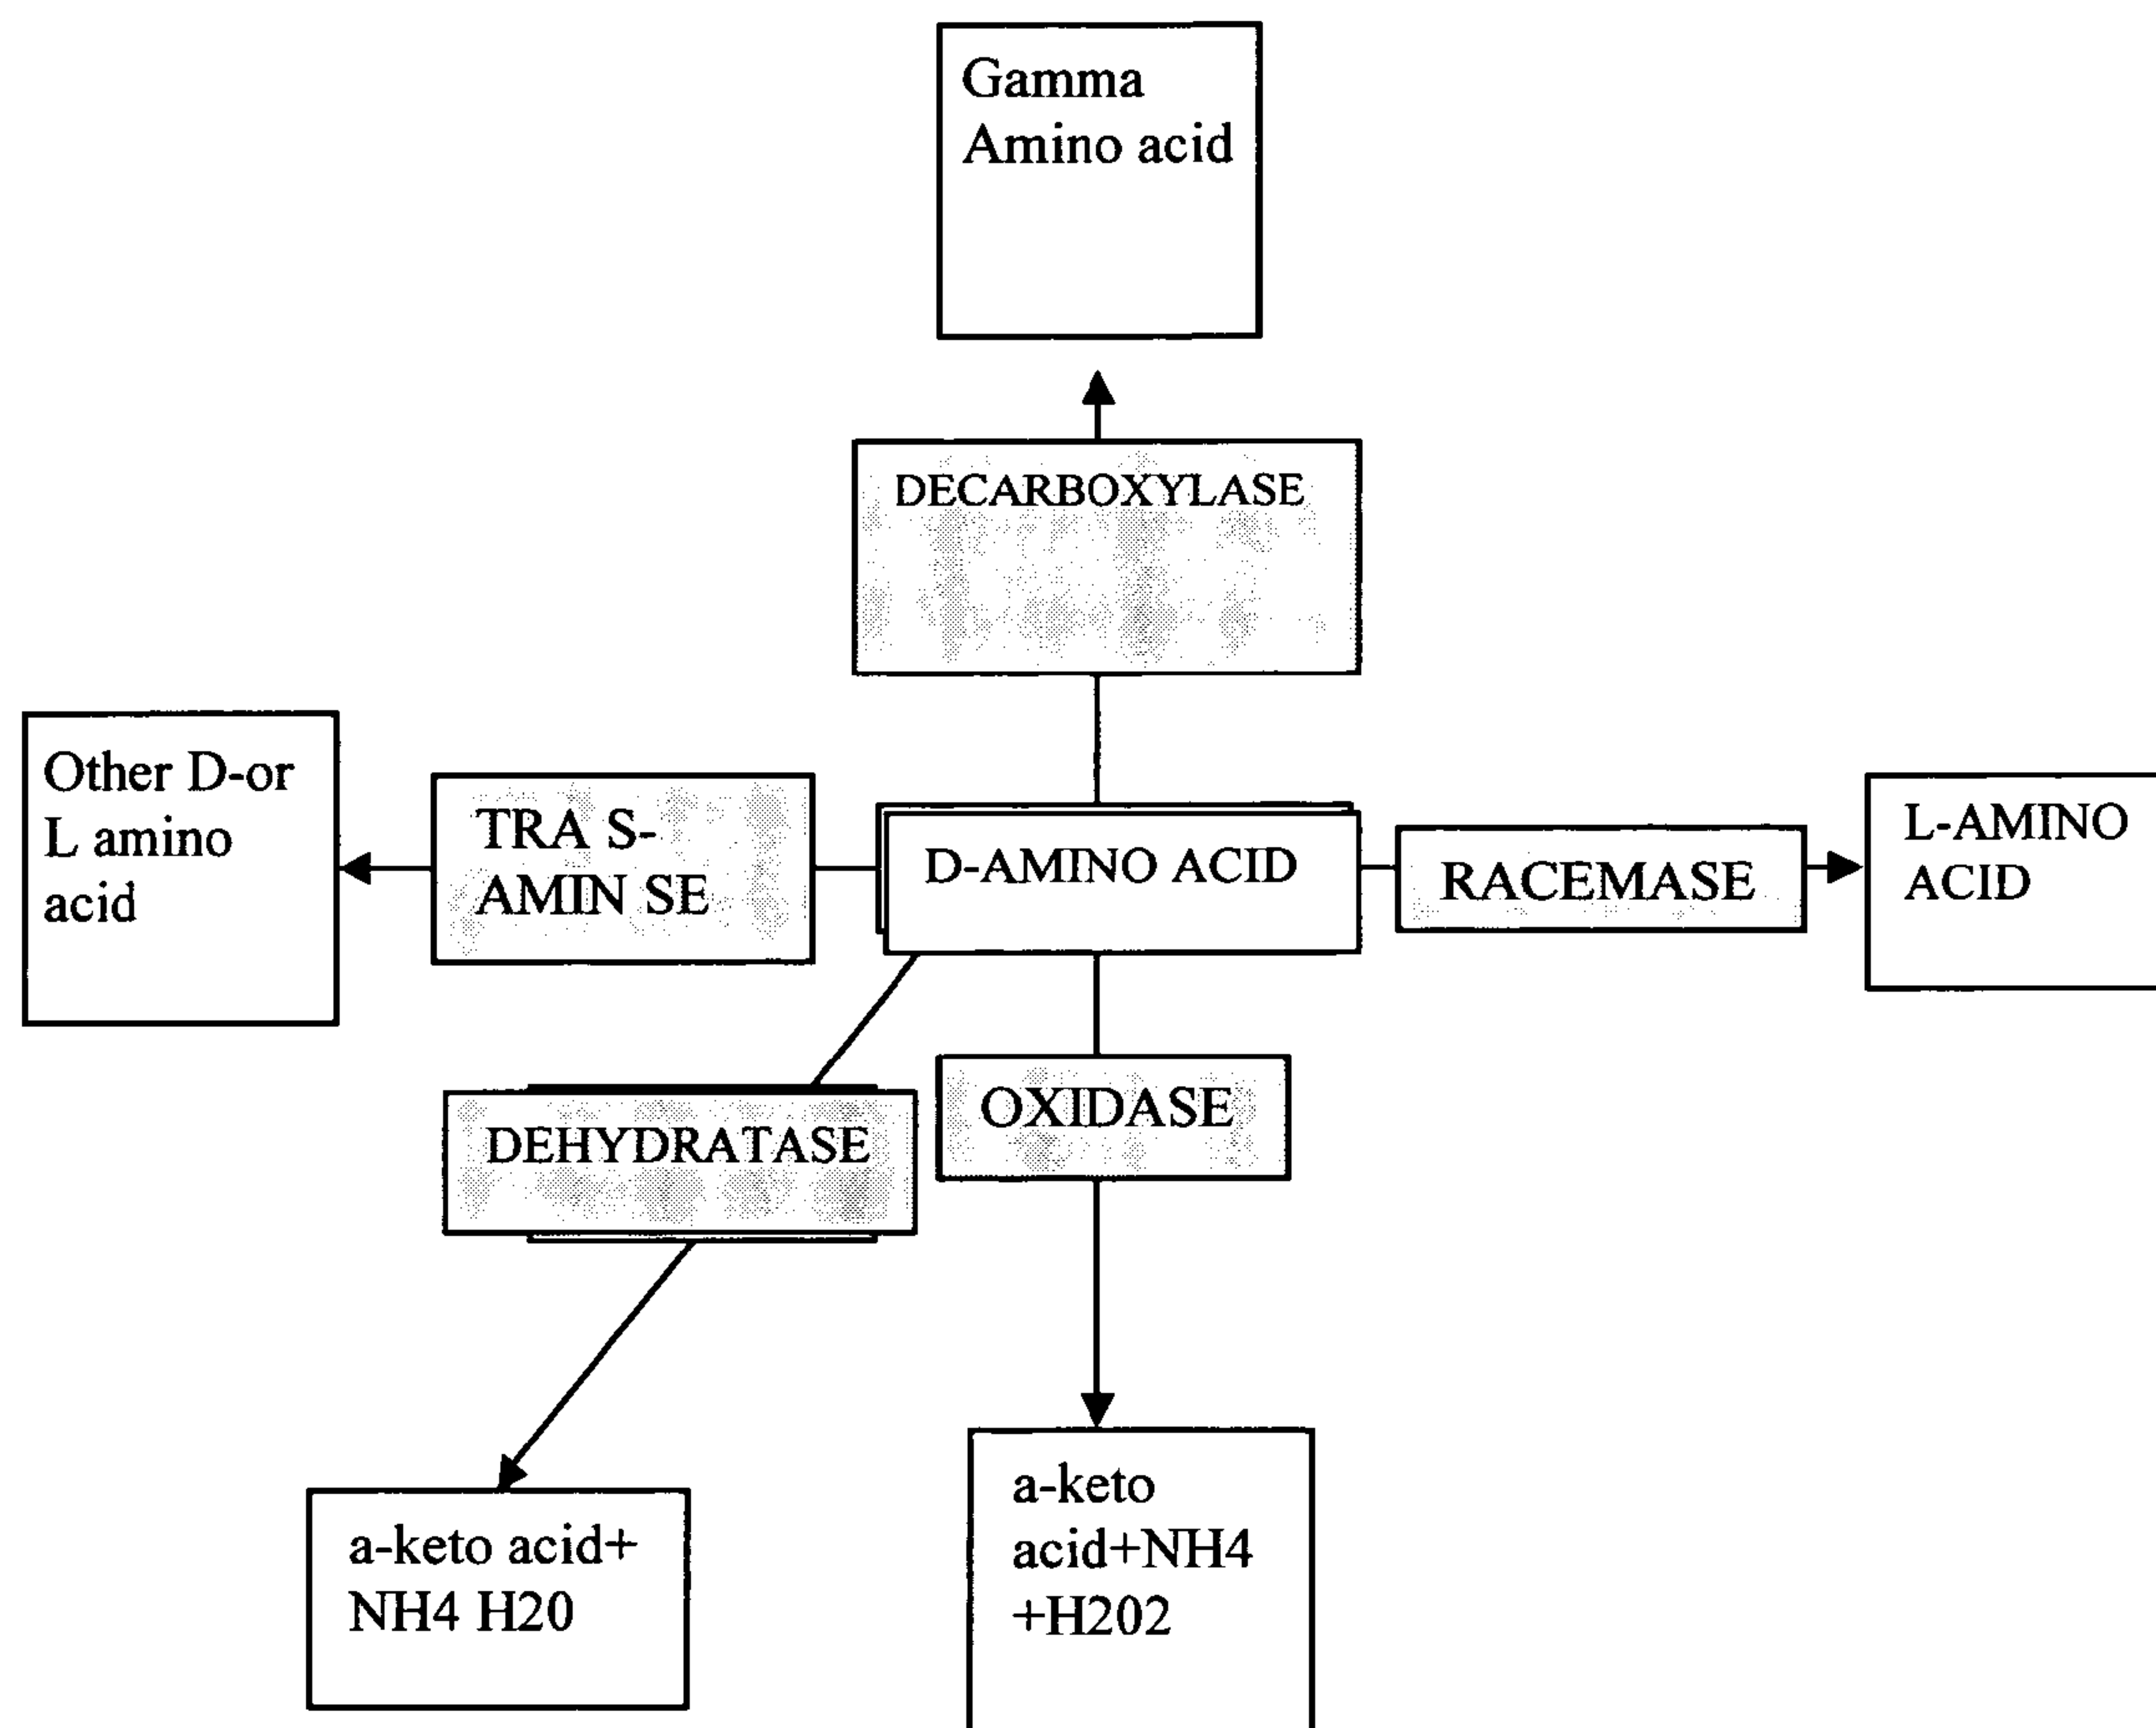 Gamma
Amino acid
DECARBOXYLASE
Other D-or
L amino
acid
TRA S-
AMIN SE
D-AMINO ACID
RACEMASE
L-AMINO
ACID
DEHYDRATASE
OXIDASE
a-keto acid+
NH4 H20
a-keto
acid+NH4
+H202